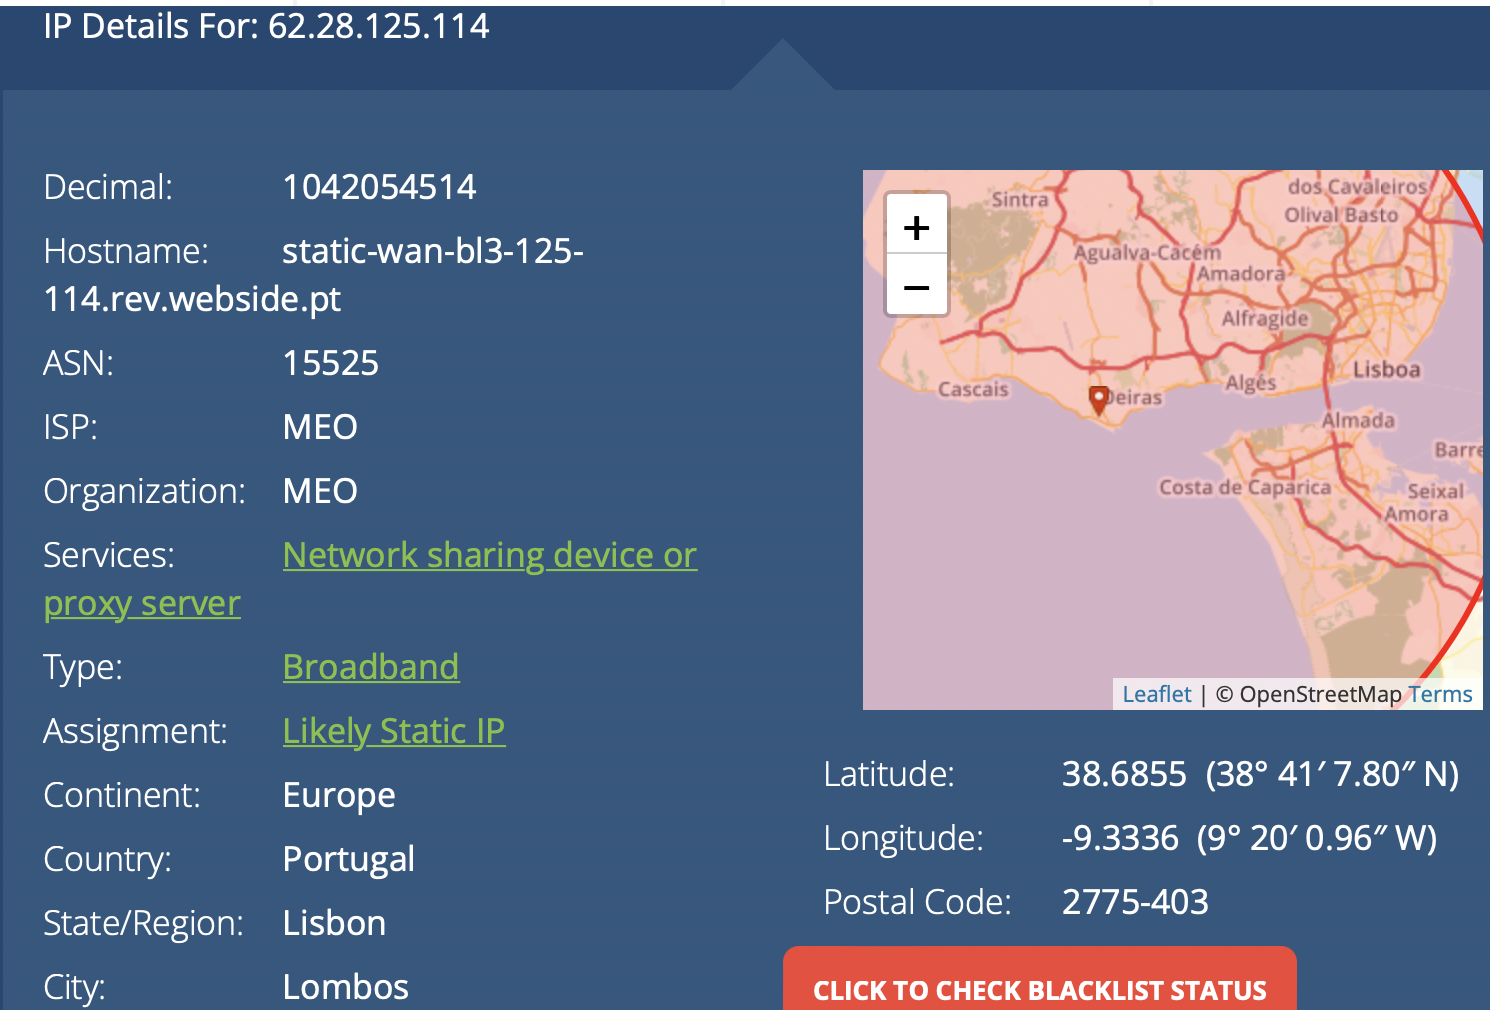 IP Details For: 62.28.125.114
Decimal: 1042054514
Hostname: static-wan-bl3-125-
114.rev.webside.pt
ASN: 15525
ISP: MEO
Organization: MEO
Services: Network sharing device or
proxy server
Type: Broadband
Assignment: Likely Static IP
Continent: Europe
Country: Portugal
State/Region: Lisbon
City: Lombos
+
−
dos Cavaleiros
Sintra
Olival Basto
Agualva-Cacém
Amadora
Alfragide
Lisboa
Algés
Cascais
Oeiras
Almada
Barre
Costa de Caparica
Seixal
Amora
Leaflet | © OpenStreetMap Terms
Latitude: 38.6855 (38° 41′ 7.80″ N)
Longitude: -9.3336 (9° 20′ 0.96″ W)
Postal Code: 2775-403
CLICK TO CHECK BLACKLIST STATUS